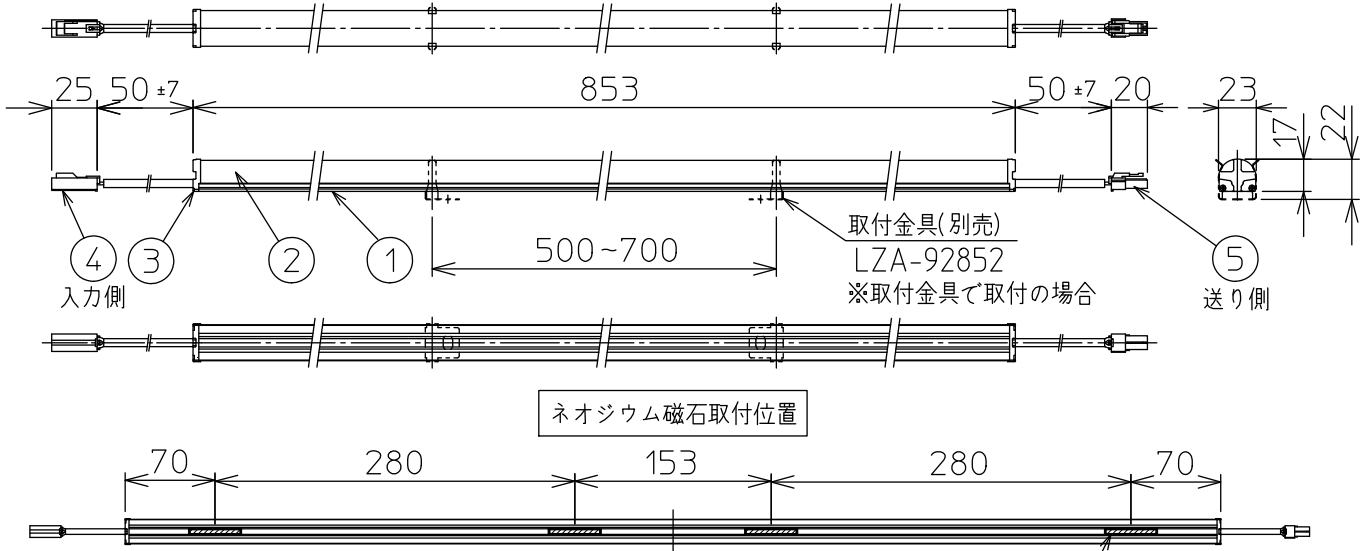 25 50 ±7 853 50 ±7 20 23
17 22
取付金具(別売)
LZA-92852
※取付金具で取付の場合
500~700
④ ③ ② ① ⑤
入力側
送り側
ネオジウム磁石取付位置
70 280 153 280 70